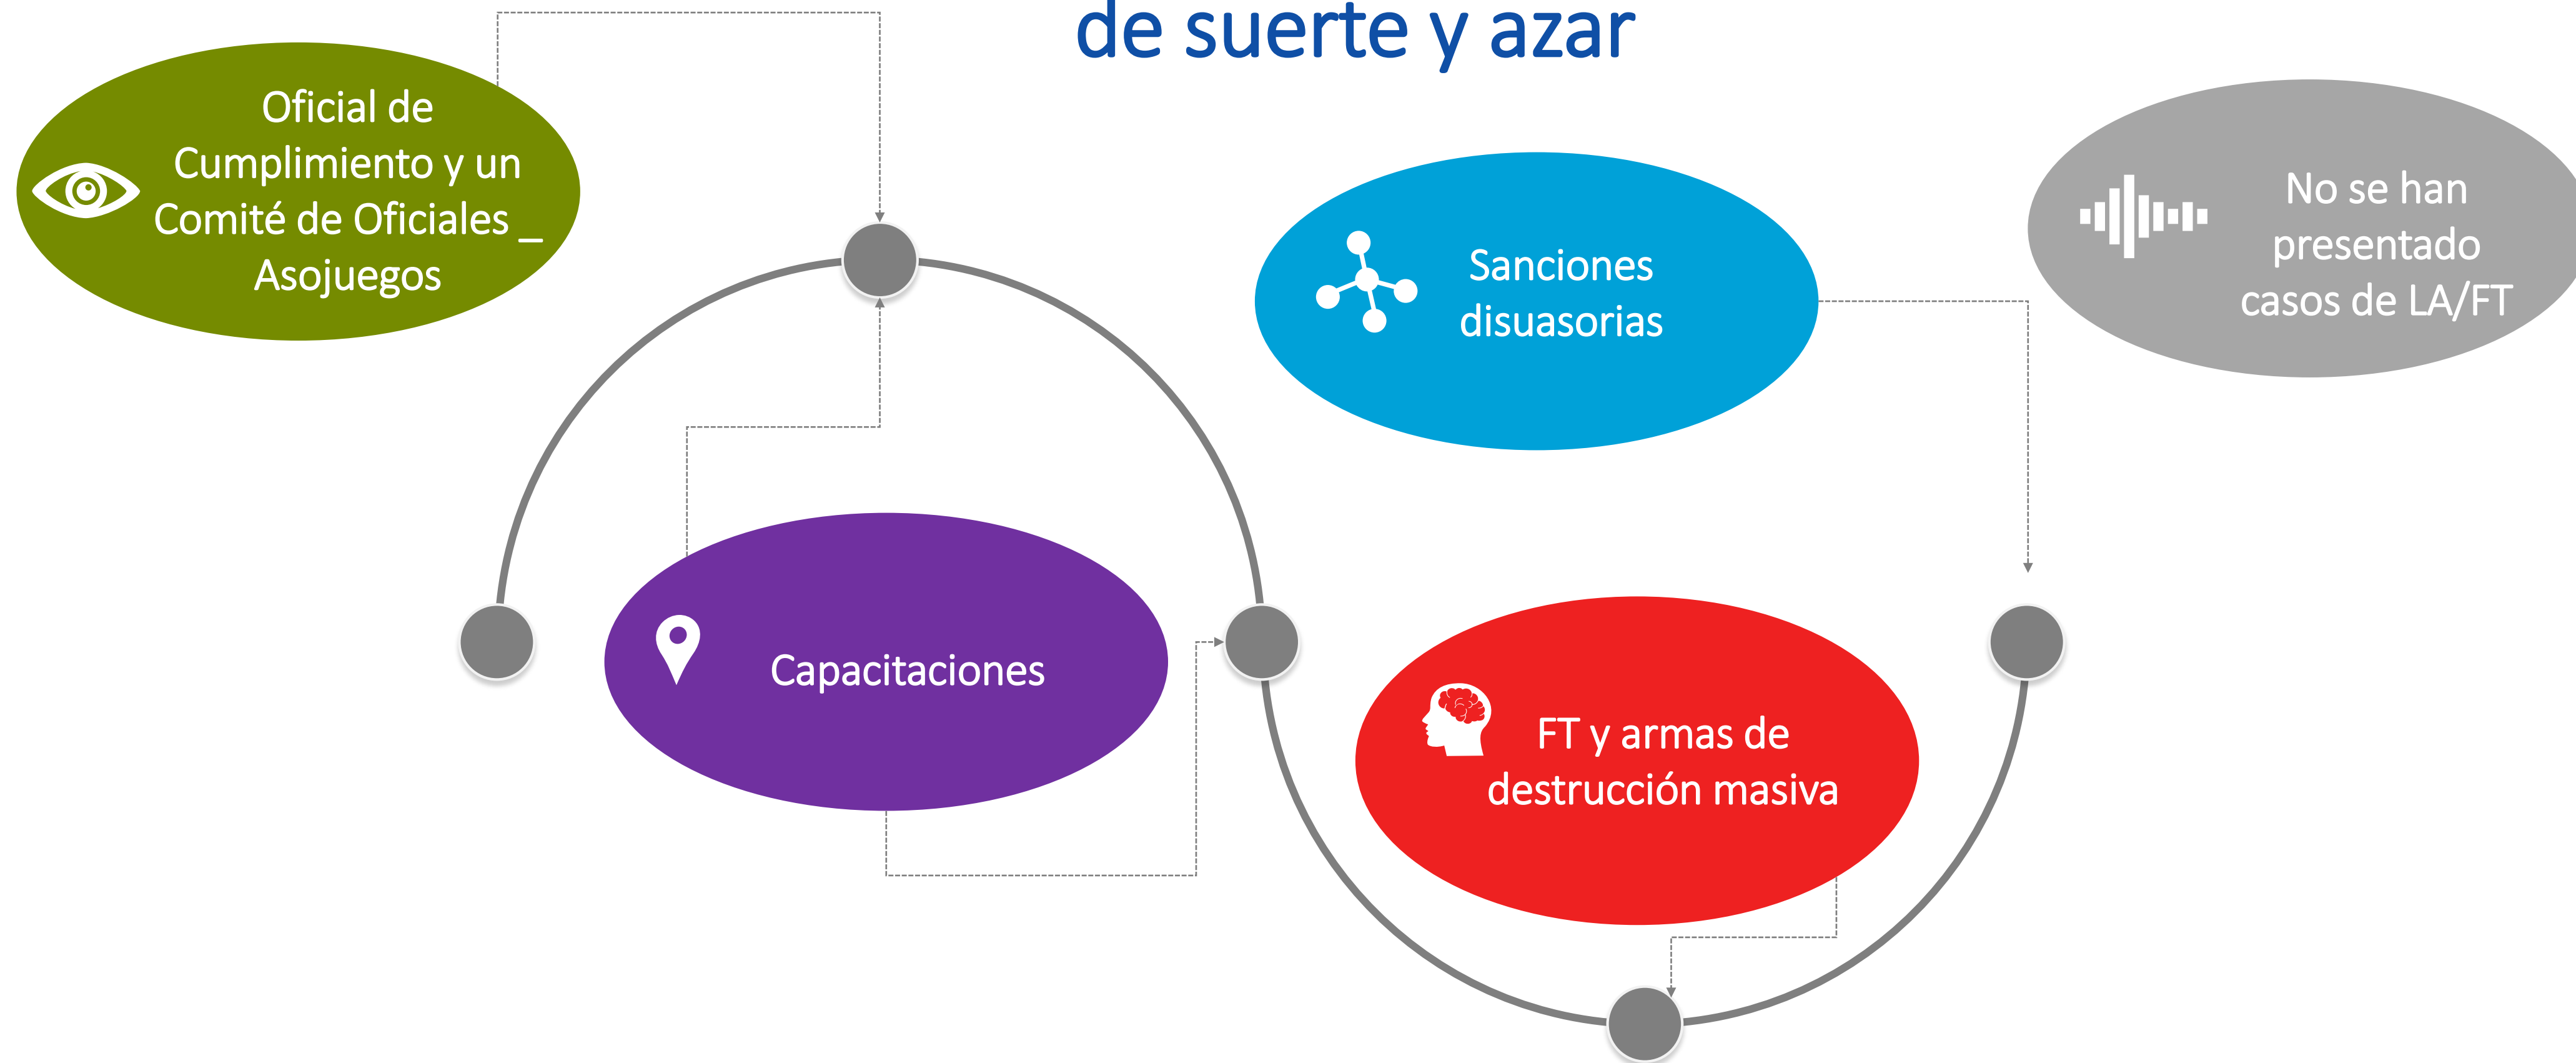 de suerte y azar
Oficial de
Cumplimiento y un
Comité de Oficiales _
Asojuegos
Sanciones
disuasorias
No se han
presentado
casos de LA/FT
Capacitaciones
FT y armas de
destrucción masiva